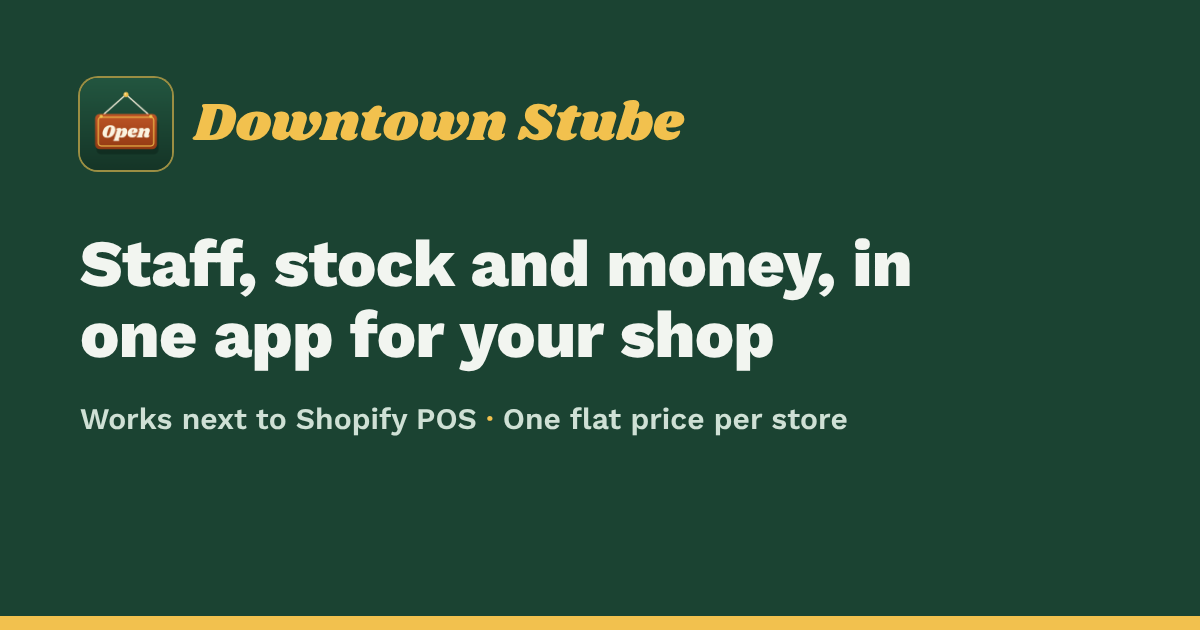 Open
Downtown Stube
Staff, stock and money, in
one app for your shop
Works next to Shopify POS · One flat price per store